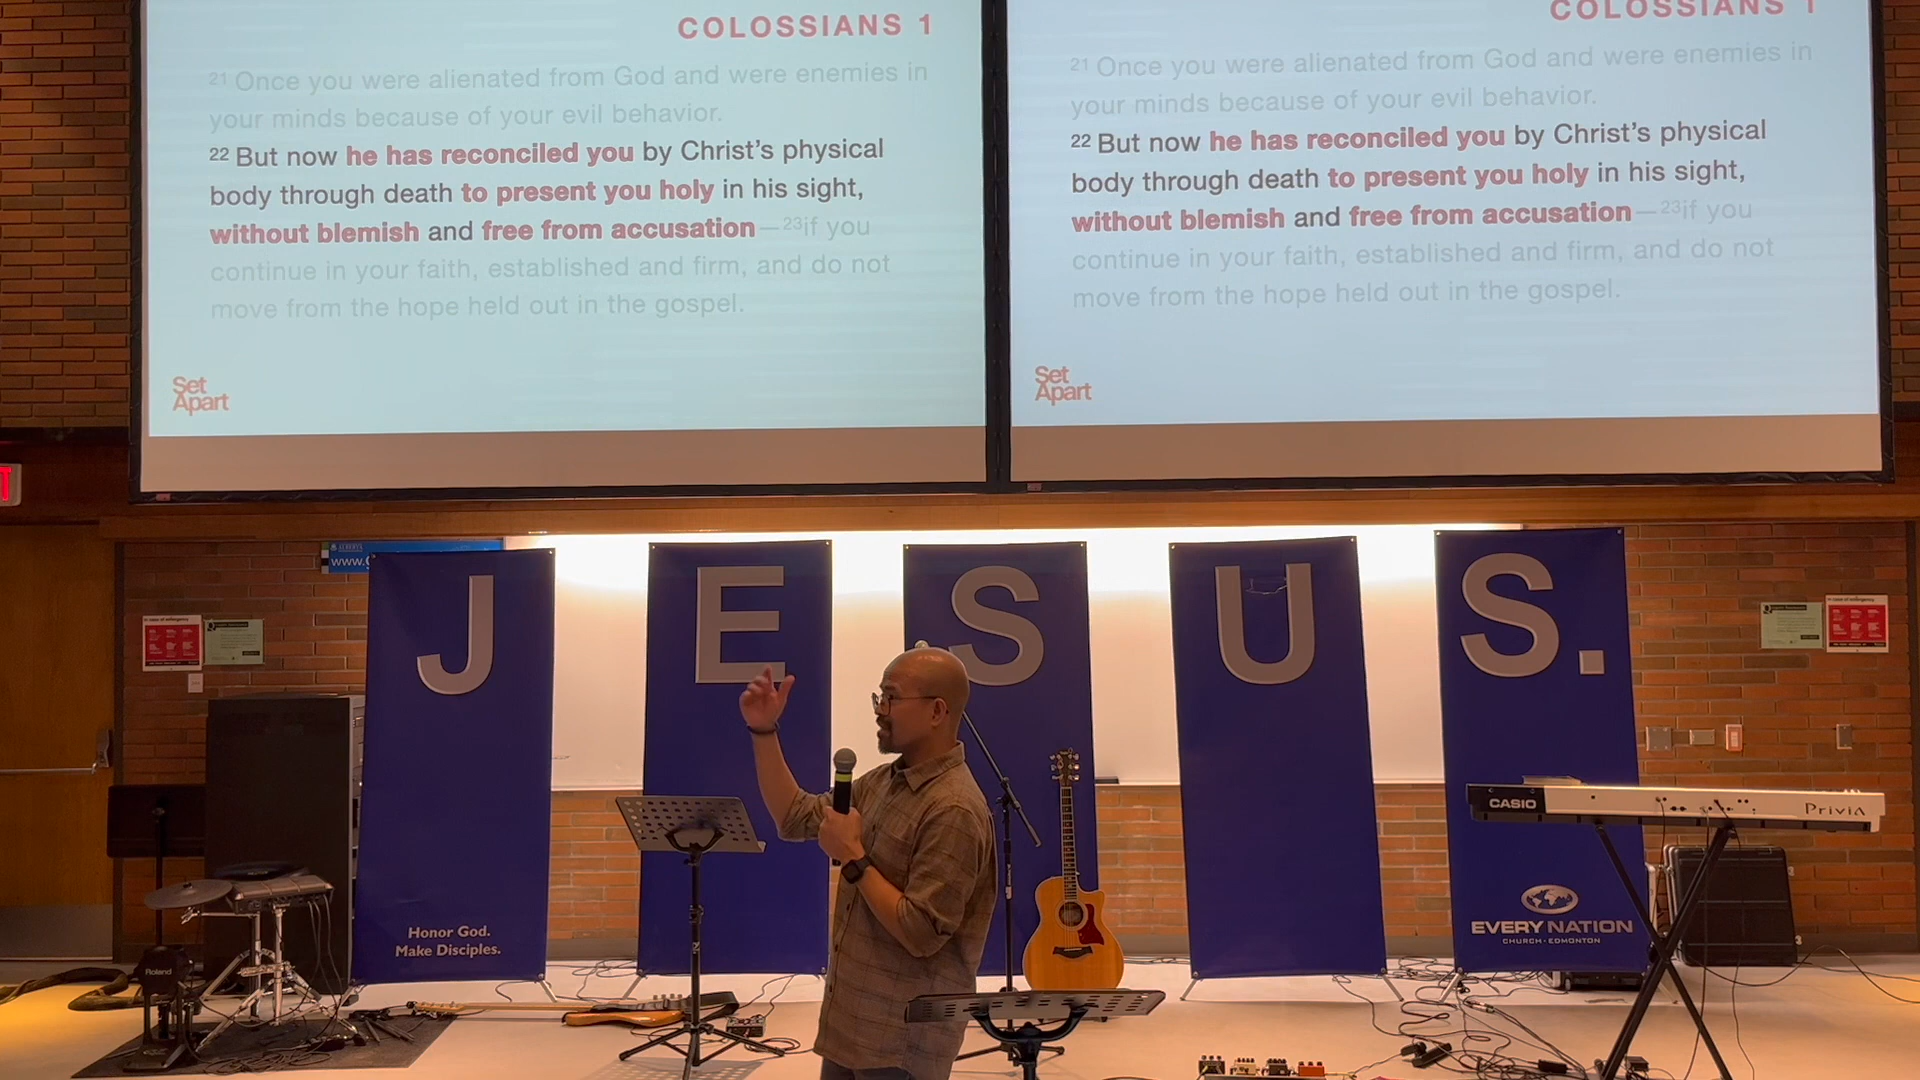 COLOSSIANS 1
21 Once you were alienated from God and were enemies in
your minds because of your evil behavior.
22 But now he has reconciled you by Christ's physical
body through death to present you holy in his sight,
without blemish and free from accusation—23if you
continue in your faith, established and firm, and do not
move from the hope held out in the gospel.
Set
Apart
COLOSSIANS 1
21 Once you were alienated from God and were enemies in
your minds because of your evil behavior.
22 But now he has reconciled you by Christ's physical
body through death to present you holy in his sight,
without blemish and free from accusation—23if you
continue in your faith, established and firm, and do not
move from the hope held out in the gospel.
Set
Apart
ALBERTA
www.
J E S U S.
Honor God.
Make Disciples.
EVERY NATION
CHURCH · EDMONTON
CASIO
Privia
Roland